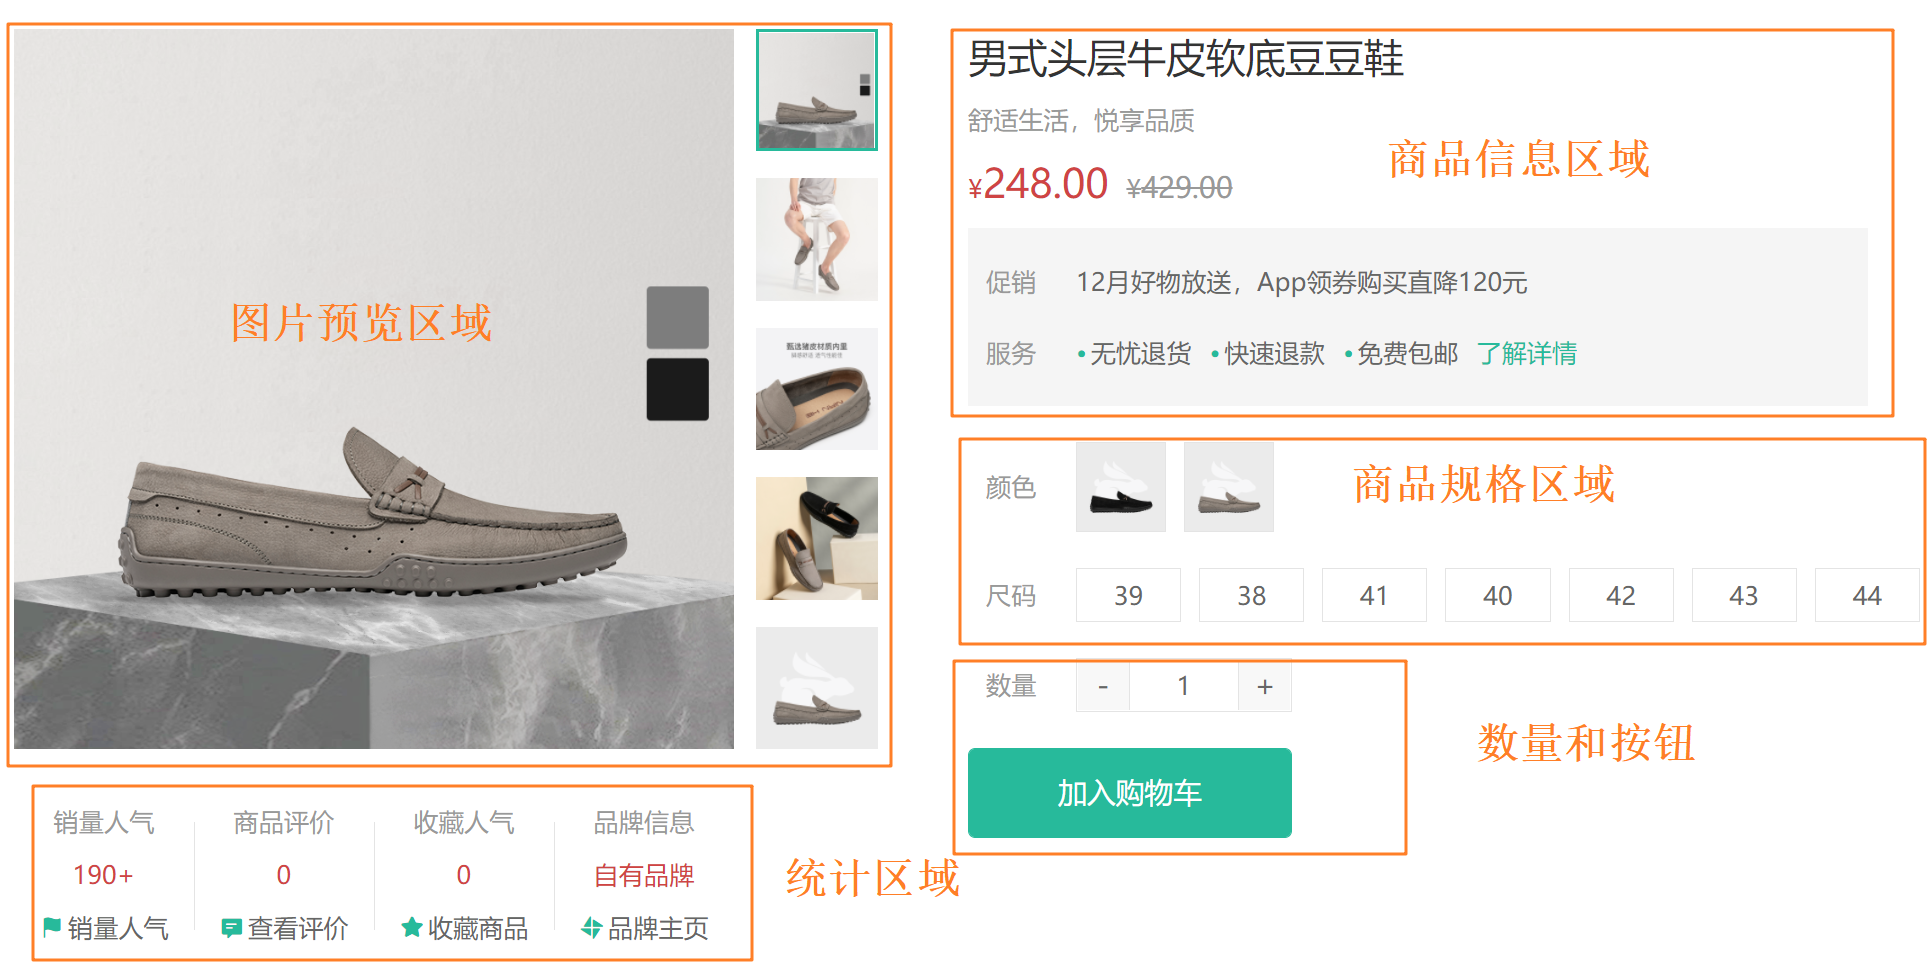 图片预览区域
甄选猪皮材质内里
男式头层牛皮软底豆豆鞋
舒适生活，悦享品质
商品信息区域
¥248.00 ¥429.00
促销 12月好物放送，App领券购买直降120元
服务 •无忧退货 •快速退款 •免费包邮 了解详情
颜色
商品规格区域
尺码 39 38 41 40 42 43 44
数量 - 1 +
数量和按钮
加入购物车
销量人气 商品评价 收藏人气 品牌信息
190+ 0 0 自有品牌
统计区域
销量人气 查看评价 收藏商品 品牌主页